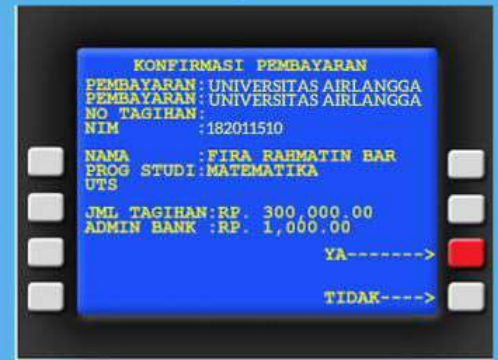 KONFIRMASI PEMBAYARAN
PEMBAYARAN:UNIVERSITAS AIRLANGGA
PEMBAYARAN:UNIVERSITAS AIRLANGGA
NO TAGIHAN:
NIM :182011510
NAMA :FIRA RAHMATIN BAR
PROG STUDI:MATEMATIKA
UTS
JML TAGIHAN:RP. 300,000.00
ADMIN BANK :RP. 1,000.00
YA------->
TIDAK---->